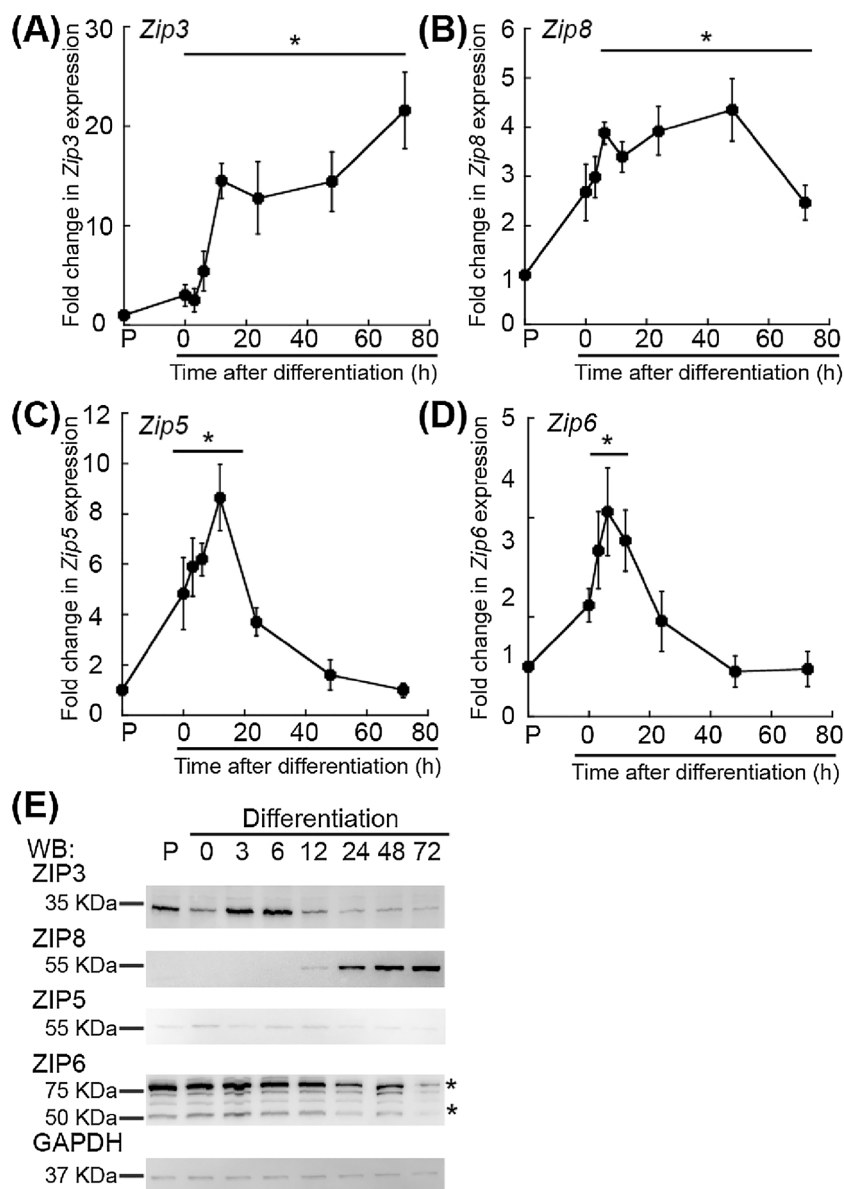 (A)
Zip3
*
Fold change in Zip3 expression
30
20
10
0
P 0 20 40 60 80
Time after differentiation (h)
(B)
Zip8
*
Fold change in Zip8 expression
6
5
4
3
2
1
0
P 0 20 40 60 80
Time after differentiation (h)
(C)
Zip5
*
Fold change in Zip5 expression
12
10
8
6
4
2
0
P 0 20 40 60 80
Time after differentiation (h)
(D)
Zip6
*
Fold change in Zip6 expression
5
4
3
2
1
0
P 0 20 40 60 80
Time after differentiation (h)
(E)
Differentiation
WB: P 0 3 6 12 24 48 72
ZIP3
35 KDa
ZIP8
55 KDa
ZIP5
55 KDa
ZIP6
75 KDa *
50 KDa *
GAPDH
37 KDa